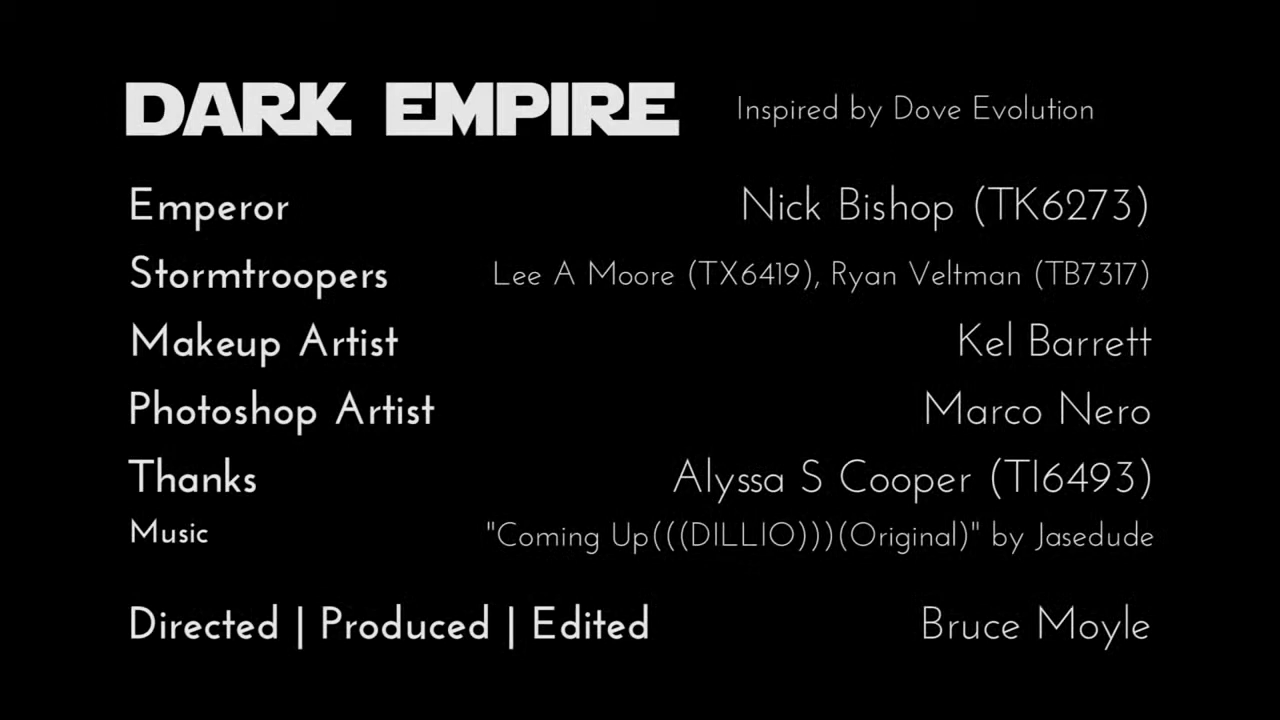 DARK EMPIRE Inspired by Dove Evolution
Emperor Nick Bishop (TK6273)
Stormtroopers Lee A Moore (TX6419), Ryan Veltman (TB7317)
Makeup Artist Kel Barrett
Photoshop Artist Marco Nero
Thanks Alyssa S Cooper (TI6493)
Music "Coming Up(((DILLIO)))(Original)" by Jasedude
Directed | Produced | Edited Bruce Moyle